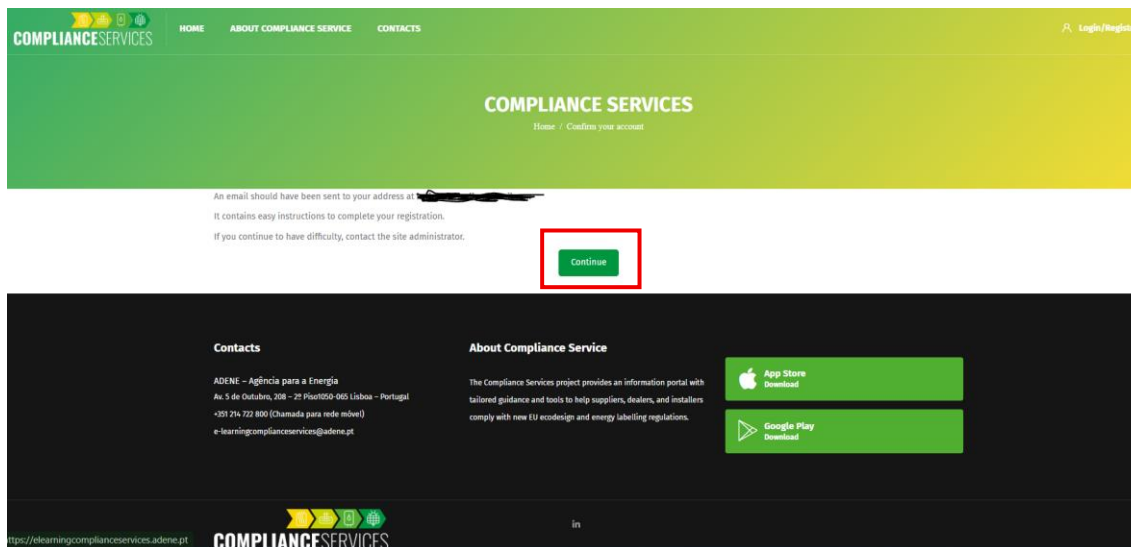 COMPLIANCESERVICES
HOME ABOUT COMPLIANCE SERVICE CONTACTS
Login/Regist
COMPLIANCE SERVICES
Home / Confirm your account
An email should have been sent to your address at
It contains easy instructions to complete your registration.
If you continue to have difficulty, contact the site administrator.
Continue
Contacts
ADENE – Agência para a Energia
Av. 5 de Outubro, 208 – 2º Piso1050-065 Lisboa – Portugal
+351 214 722 800 (Chamada para rede móvel)
e-learningcomplianceservices@adene.pt
About Compliance Service
The Compliance Services project provides an information portal with
tailored guidance and tools to help suppliers, dealers, and installers
comply with new EU ecodesign and energy labelling regulations.
App Store
Download
Google Play
Download
in
COMPLIANCESERVICES
ttps://elearningcomplianceservices.adene.pt